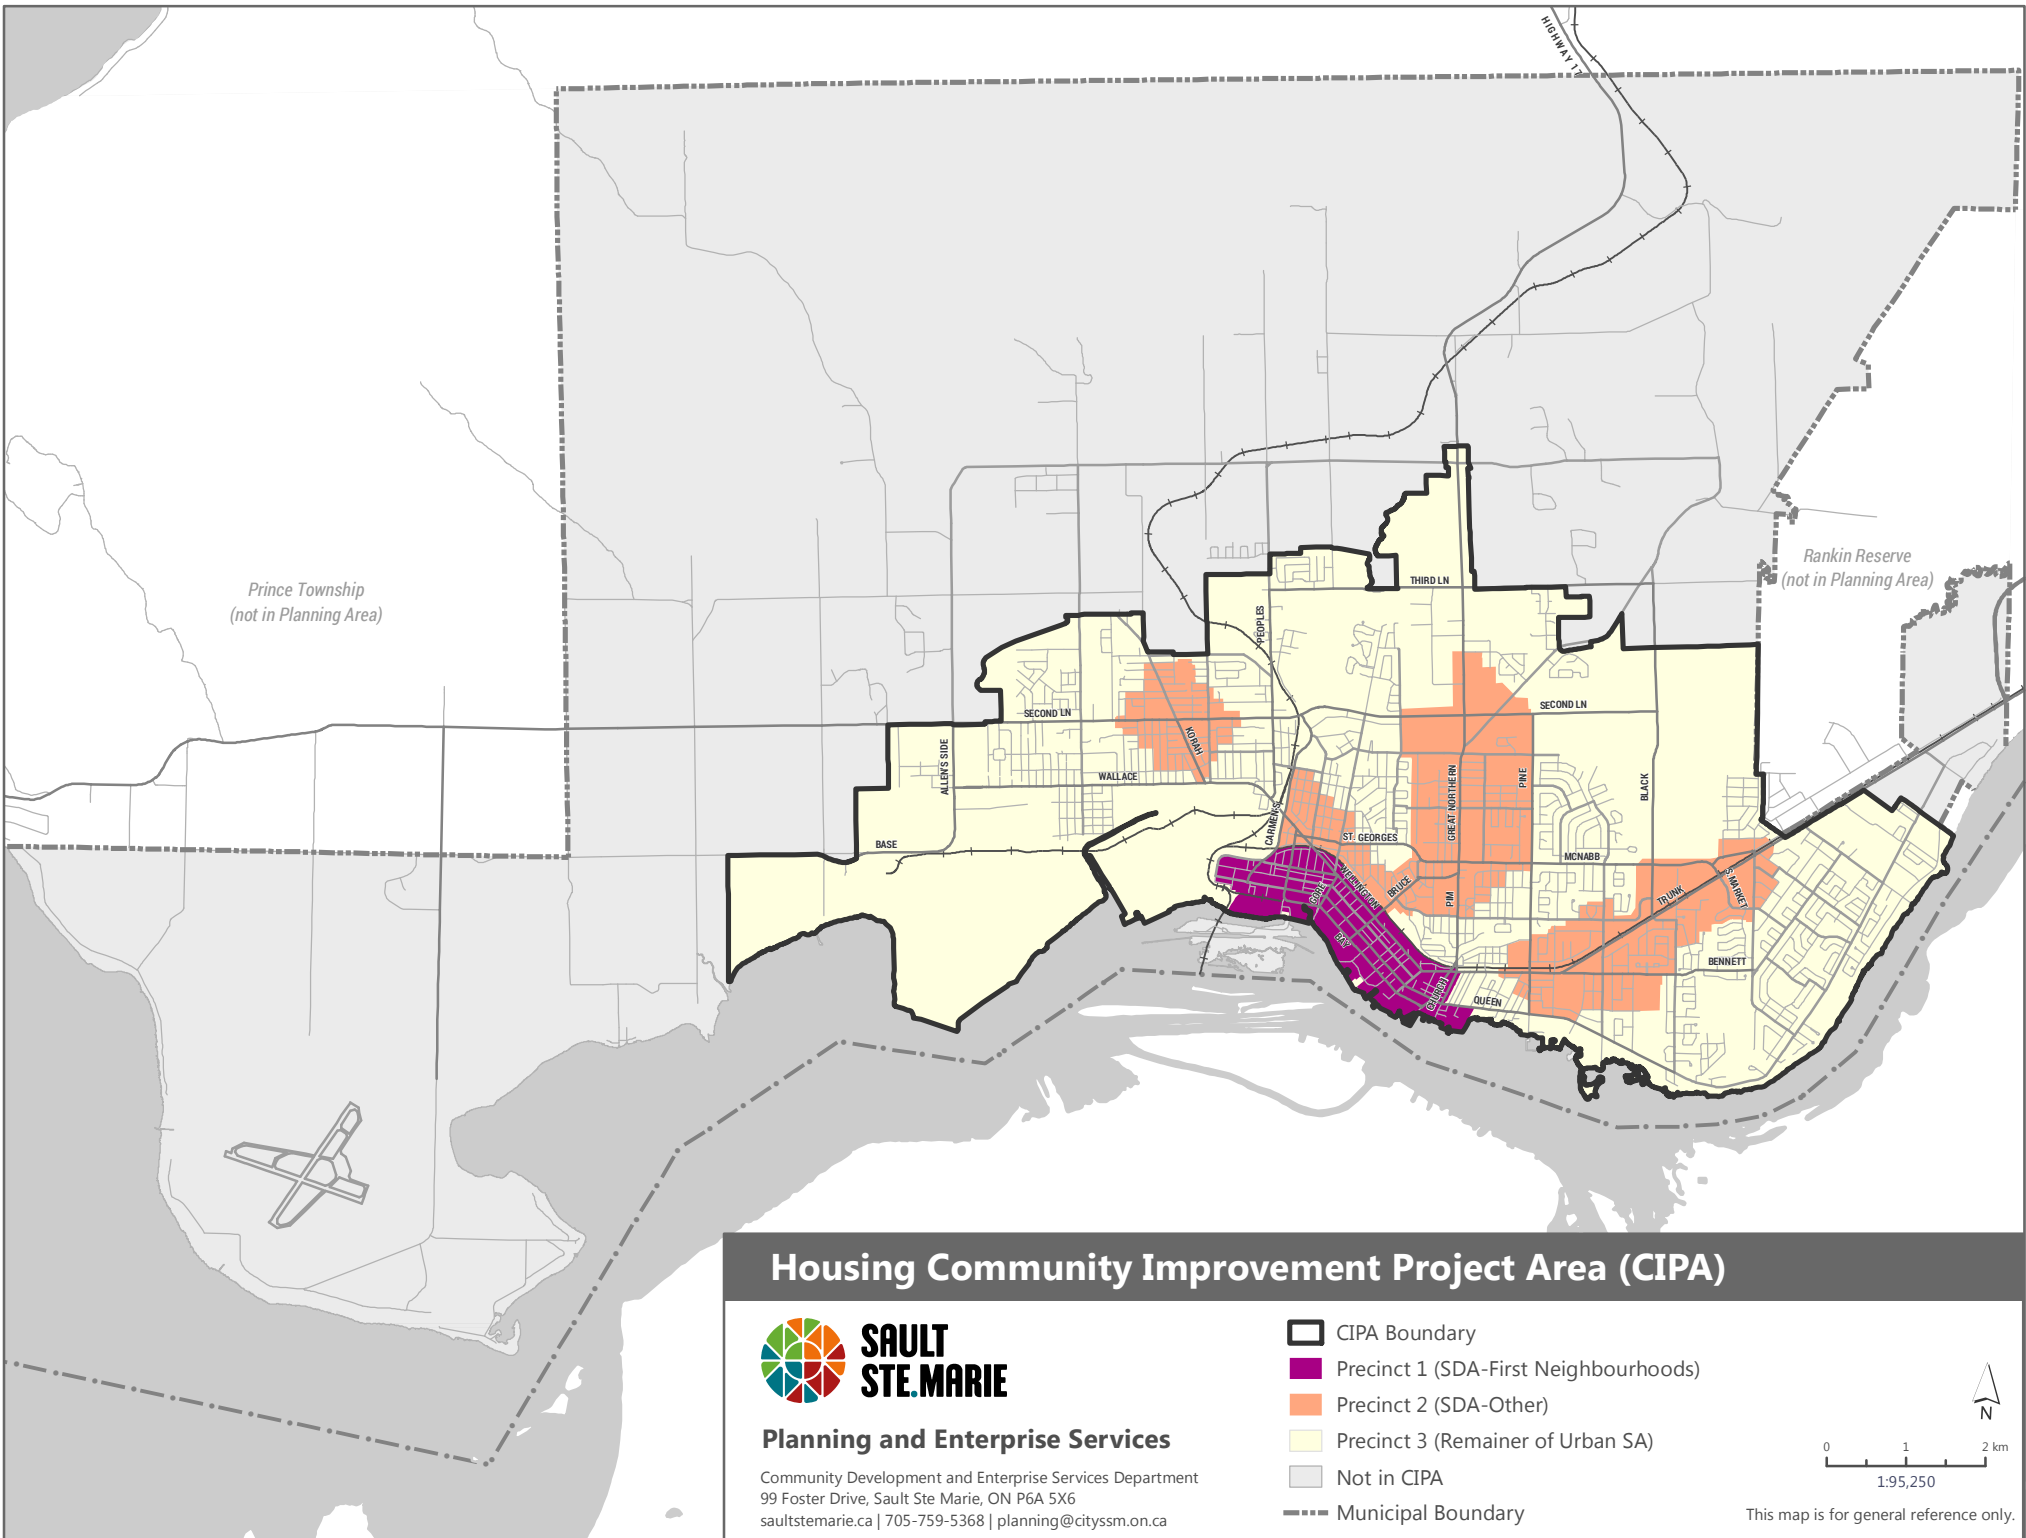 HIGHWAY 17
Prince Township
(not in Planning Area)
Rankin Reserve
(not in Planning Area)
THIRD LN
PEOPLES
SECOND LN
SECOND LN
KORAH
ALLEN'S SIDE
WALLACE
GREAT NORTHERN
PINE
BLACK
BASE
CARMEN'S
ST. GEORGES
MCNABB
WELLINGTON
BRUCE
GORE
PIM
TRUNK
S. MARKET
BAY
BENNETT
CHURCH
QUEEN
Housing Community Improvement Project Area (CIPA)
SAULT
STE.MARIE
Planning and Enterprise Services
Community Development and Enterprise Services Department
99 Foster Drive, Sault Ste Marie, ON P6A 5X6
saultstemarie.ca | 705-759-5368 | planning@cityssm.on.ca
CIPA Boundary
Precinct 1 (SDA-First Neighbourhoods)
Precinct 2 (SDA-Other)
Precinct 3 (Remainer of Urban SA)
Not in CIPA
Municipal Boundary
N
0 1 2 km
1:95,250
This map is for general reference only.